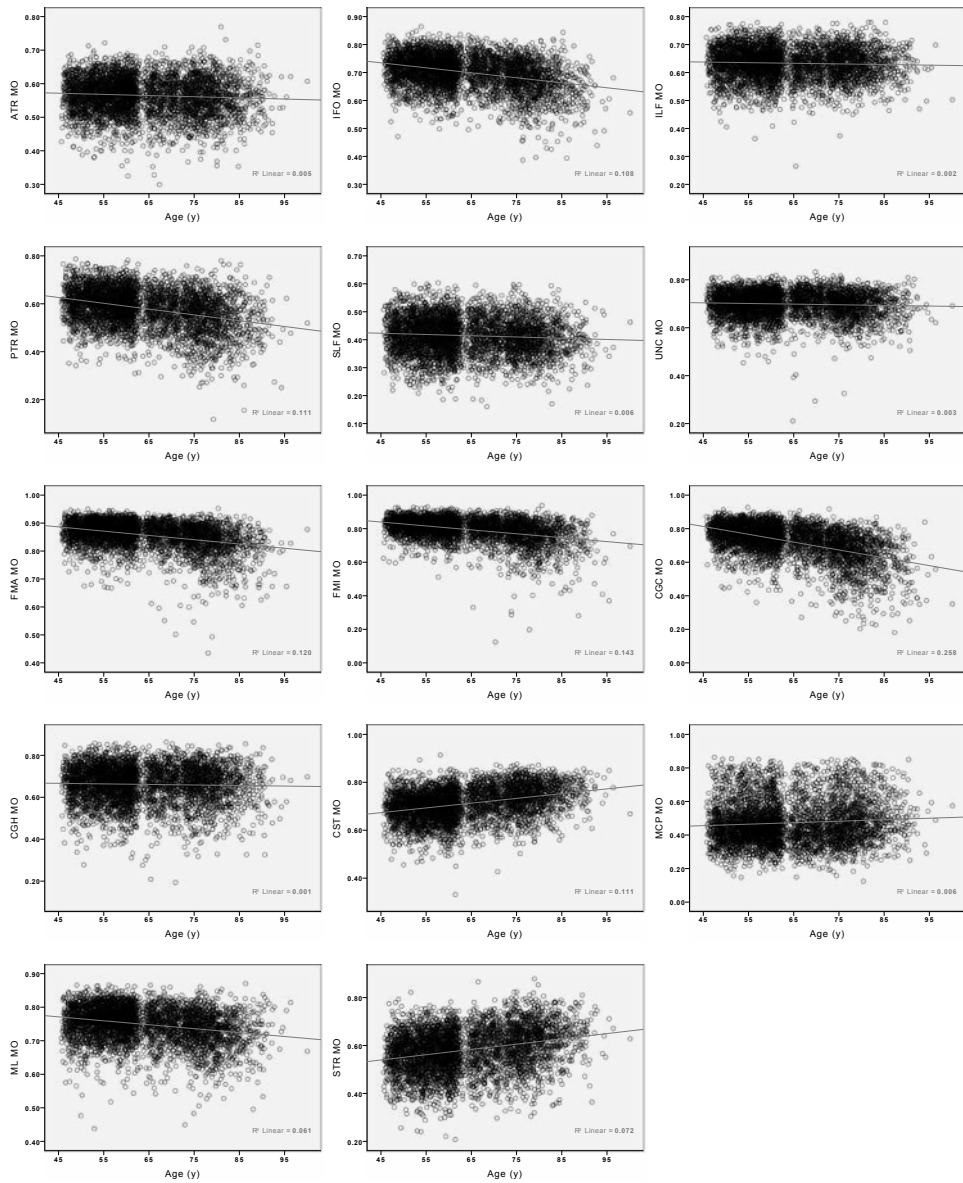 0.80
0.70
0.60
0.50
0.40
0.30
ATR MO
R² Linear = 0.005
45 55 65 75 85 95
Age (y)
0.90
0.80
0.70
0.60
0.50
0.40
0.30
IFO MO
R² Linear = 0.108
45 55 65 75 85 95
Age (y)
0.80
0.70
0.60
0.50
0.40
0.30
0.20
ILF MO
R² Linear = 0.002
45 55 65 75 85 95
Age (y)
0.80
0.60
0.40
0.20
PTR MO
R² Linear = 0.111
45 55 65 75 85 95
Age (y)
0.70
0.60
0.50
0.40
0.30
0.20
0.10
SLF MO
R² Linear = 0.006
45 55 65 75 85 95
Age (y)
0.80
0.60
0.40
0.20
UNC MO
R² Linear = 0.003
45 55 65 75 85 95
Age (y)
1.00
0.90
0.80
0.70
0.60
0.50
0.40
FMA MO
R² Linear = 0.120
45 55 65 75 85 95
Age (y)
1.00
0.80
0.60
0.40
0.20
0.00
FMI MO
R² Linear = 0.143
45 55 65 75 85 95
Age (y)
1.00
0.80
0.60
0.40
0.20
0.00
CGC MO
R² Linear = 0.258
45 55 65 75 85 95
Age (y)
0.80
0.60
0.40
0.20
CGH MO
R² Linear = 0.001
45 55 65 75 85 95
Age (y)
1.00
0.80
0.60
0.40
CST MO
R² Linear = 0.111
45 55 65 75 85 95
Age (y)
1.00
0.80
0.60
0.40
0.20
0.00
MCP MO
R² Linear = 0.006
45 55 65 75 85 95
Age (y)
0.90
0.80
0.70
0.60
0.50
0.40
ML MO
R² Linear = 0.061
45 55 65 75 85 95
Age (y)
0.80
0.60
0.40
0.20
STR MO
R² Linear = 0.072
45 55 65 75 85 95
Age (y)